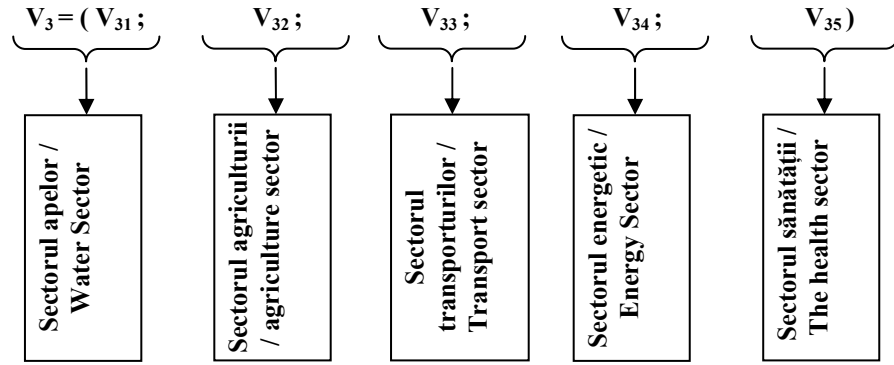 V₃ = ( V₃₁ ; V₃₂ ; V₃₃ ; V₃₄ ; V₃₅ )
Sectorul apelor /
Water Sector
Sectorul agriculturii
/ agriculture sector
Sectorul
transporturilor /
Transport sector
Sectorul energetic /
Energy Sector
Sectorul sănătății /
The health sector